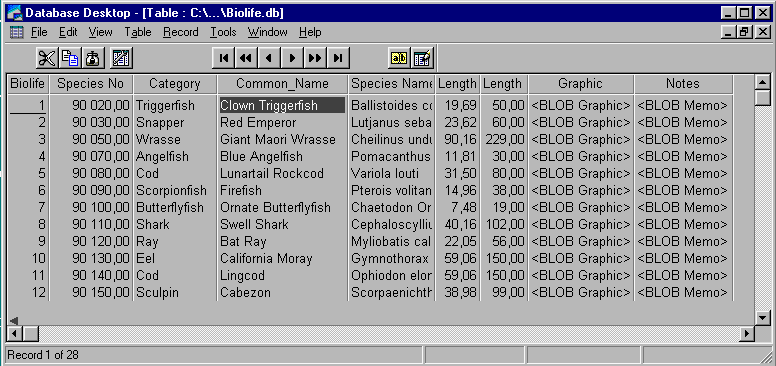 Database Desktop - [Table : C:\...\Biolife.db]
File Edit View Table Record Tools Window Help
Biolife Species No Category Common_Name Species Name Length Length Graphic Notes
1 90 020,00 Triggerfish Clown Triggerfish Ballistoides co 19,69 50,00 <BLOB Graphic> <BLOB Memo>
2 90 030,00 Snapper Red Emperor Lutjanus seba 23,62 60,00 <BLOB Graphic> <BLOB Memo>
3 90 050,00 Wrasse Giant Maori Wrasse Cheilinus undu 90,16 229,00 <BLOB Graphic> <BLOB Memo>
4 90 070,00 Angelfish Blue Angelfish Pomacanthus 11,81 30,00 <BLOB Graphic> <BLOB Memo>
5 90 080,00 Cod Lunartail Rockcod Variola louti 31,50 80,00 <BLOB Graphic> <BLOB Memo>
6 90 090,00 Scorpionfish Firefish Pterois volitan 14,96 38,00 <BLOB Graphic> <BLOB Memo>
7 90 100,00 Butterflyfish Ornate Butterflyfish Chaetodon Or 7,48 19,00 <BLOB Graphic> <BLOB Memo>
8 90 110,00 Shark Swell Shark Cephaloscylliu 40,16 102,00 <BLOB Graphic> <BLOB Memo>
9 90 120,00 Ray Bat Ray Myliobatis cal 22,05 56,00 <BLOB Graphic> <BLOB Memo>
10 90 130,00 Eel California Moray Gymnothorax 59,06 150,00 <BLOB Graphic> <BLOB Memo>
11 90 140,00 Cod Lingcod Ophiodon elon 59,06 150,00 <BLOB Graphic> <BLOB Memo>
12 90 150,00 Sculpin Cabezon Scorpaenichth 38,98 99,00 <BLOB Graphic> <BLOB Memo>
Record 1 of 28